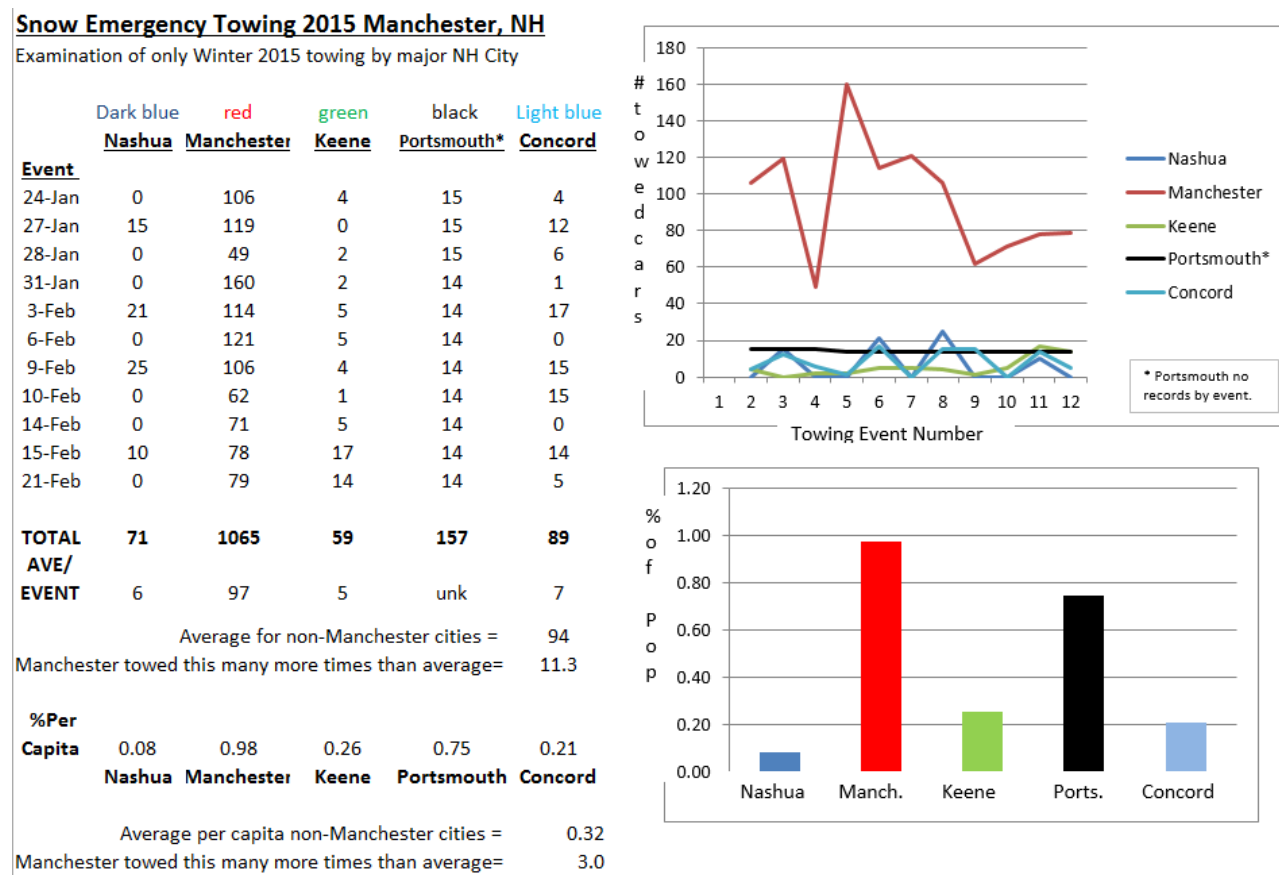 Snow Emergency Towing 2015 Manchester, NH
Examination of only Winter 2015 towing by major NH City
Dark blue red green black Light blue
Nashua Manchester Keene Portsmouth* Concord
Event
24-Jan 0 106 4 15 4
27-Jan 15 119 0 15 12
28-Jan 0 49 2 15 6
31-Jan 0 160 2 14 1
3-Feb 21 114 5 14 17
6-Feb 0 121 5 14 0
9-Feb 25 106 4 14 15
10-Feb 0 62 1 14 15
14-Feb 0 71 5 14 0
15-Feb 10 78 17 14 14
21-Feb 0 79 14 14 5
TOTAL 71 1065 59 157 89
AVE/
EVENT 6 97 5 unk 7
Average for non-Manchester cities = 94
Manchester towed this many more times than average= 11.3
%Per
Capita 0.08 0.98 0.26 0.75 0.21
Nashua Manchester Keene Portsmouth Concord
Average per capita non-Manchester cities = 0.32
Manchester towed this many more times than average= 3.0
# towed cars
180
160
140
120
100
80
60
40
20
0
1 2 3 4 5 6 7 8 9 10 11 12
Towing Event Number
Nashua
Manchester
Keene
Portsmouth*
Concord
* Portsmouth no
records by event.
% of Pop
1.20
1.00
0.80
0.60
0.40
0.20
0.00
Nashua Manch. Keene Ports. Concord